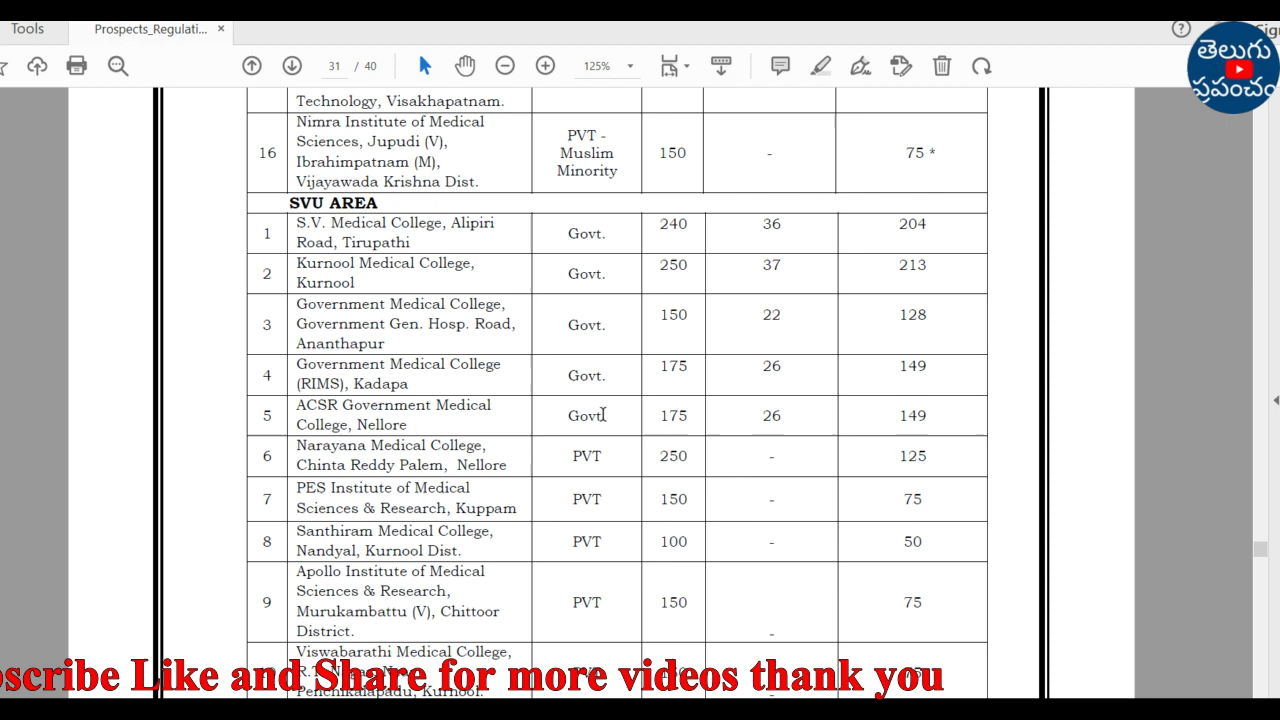 Tools
Prospects_Regulati... ×
తెలుగు
ప్రపంచం
31 / 40
125%
Technology, Visakhapatnam.
16 Nimra Institute of Medical Sciences, Jupudi (V), Ibrahimpatnam (M), Vijayawada Krishna Dist. PVT - Muslim Minority 150 - 75 *
SVU AREA
1 S.V. Medical College, Alipiri Road, Tirupathi Govt. 240 36 204
2 Kurnool Medical College, Kurnool Govt. 250 37 213
3 Government Medical College, Government Gen. Hosp. Road, Ananthapur Govt. 150 22 128
4 Government Medical College (RIMS), Kadapa Govt. 175 26 149
5 ACSR Government Medical College, Nellore Govt. 175 26 149
6 Narayana Medical College, Chinta Reddy Palem, Nellore PVT 250 - 125
7 PES Institute of Medical Sciences & Research, Kuppam PVT 150 - 75
8 Santhiram Medical College, Nandyal, Kurnool Dist. PVT 100 - 50
9 Apollo Institute of Medical Sciences & Research, Murukambattu (V), Chittoor District. PVT 150 - 75
Viswabarathi Medical College,
Penchikalapadu, Kurnool. -
bscribe Like and Share for more videos thank you